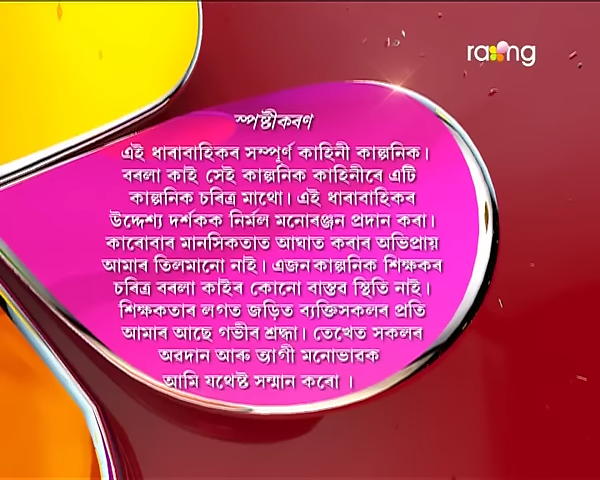 rang
স্পষ্টীকৰণ
এই ধাৰাবাহিকৰ সম্পূৰ্ণ কাহিনী কাল্পনিক।
বৰলা কাই সেই কাল্পনিক কাহিনীৰে এটি
কাল্পনিক চৰিত্ৰ মাথো। এই ধাৰাবাহিকৰ
উদ্দেশ্য দৰ্শকক নিৰ্মল মনোৰঞ্জন প্ৰদান কৰা।
কাৰোবাৰ মানসিকতাত আঘাত কৰাৰ অভিপ্ৰায়
আমাৰ তিলমানো নাই। এজন কাল্পনিক শিক্ষকৰ
চৰিত্ৰ বৰলা কাইৰ কোনো বাস্তৱ স্থিতি নাই।
শিক্ষকতাৰ লগত জড়িত ব্যক্তিসকলৰ প্ৰতি
আমাৰ আছে গভীৰ শ্ৰদ্ধা। তেখেত সকলৰ
অৱদান আৰু ত্যাগী মনোভাবক
আমি যথেষ্ট সন্মান কৰো ।